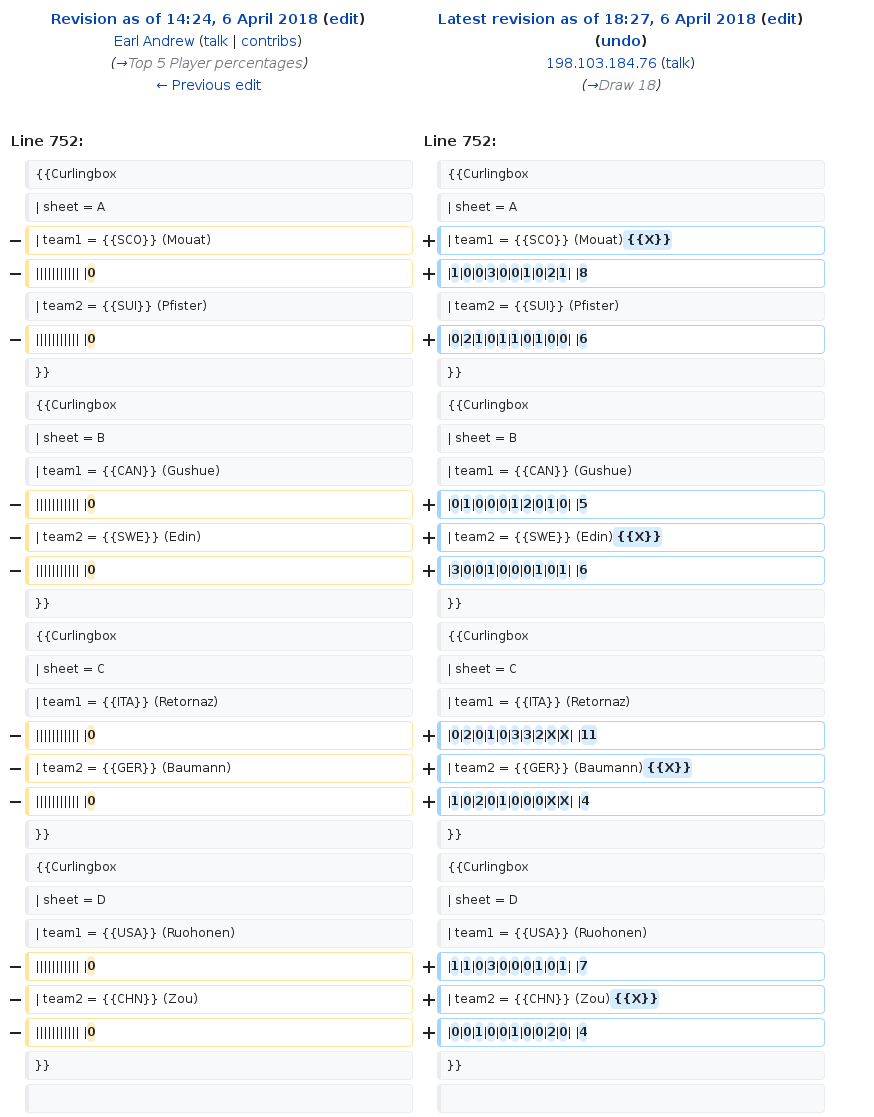 Revision as of 14:24, 6 April 2018 (edit)
Earl Andrew (talk | contribs)
(→Top 5 Player percentages)
← Previous edit
Latest revision as of 18:27, 6 April 2018 (edit)
(undo)
198.103.184.76 (talk)
(→Draw 18)
Line 752:
Line 752:
{{Curlingbox
{{Curlingbox
| sheet = A
| sheet = A
− | team1 = {{SCO}} (Mouat)
+ | team1 = {{SCO}} (Mouat) {{X}}
− ||||||||||| |0
+ |1|0|0|3|0|0|1|0|2|1| |8
| team2 = {{SUI}} (Pfister)
| team2 = {{SUI}} (Pfister)
− ||||||||||| |0
+ |0|2|1|0|1|1|0|1|0|0| |6
}}
}}
{{Curlingbox
{{Curlingbox
| sheet = B
| sheet = B
| team1 = {{CAN}} (Gushue)
| team1 = {{CAN}} (Gushue)
− ||||||||||| |0
+ |0|1|0|0|0|1|2|0|1|0| |5
− | team2 = {{SWE}} (Edin)
+ | team2 = {{SWE}} (Edin) {{X}}
− ||||||||||| |0
+ |3|0|0|1|0|0|0|1|0|1| |6
}}
}}
{{Curlingbox
{{Curlingbox
| sheet = C
| sheet = C
| team1 = {{ITA}} (Retornaz)
| team1 = {{ITA}} (Retornaz)
− ||||||||||| |0
+ |0|2|0|1|0|3|3|2|X|X| |11
− | team2 = {{GER}} (Baumann)
+ | team2 = {{GER}} (Baumann) {{X}}
− ||||||||||| |0
+ |1|0|2|0|1|0|0|0|X|X| |4
}}
}}
{{Curlingbox
{{Curlingbox
| sheet = D
| sheet = D
| team1 = {{USA}} (Ruohonen)
| team1 = {{USA}} (Ruohonen)
− ||||||||||| |0
+ |1|1|0|3|0|0|0|1|0|1| |7
− | team2 = {{CHN}} (Zou)
+ | team2 = {{CHN}} (Zou) {{X}}
− ||||||||||| |0
+ |0|0|1|0|0|1|0|0|2|0| |4
}}
}}